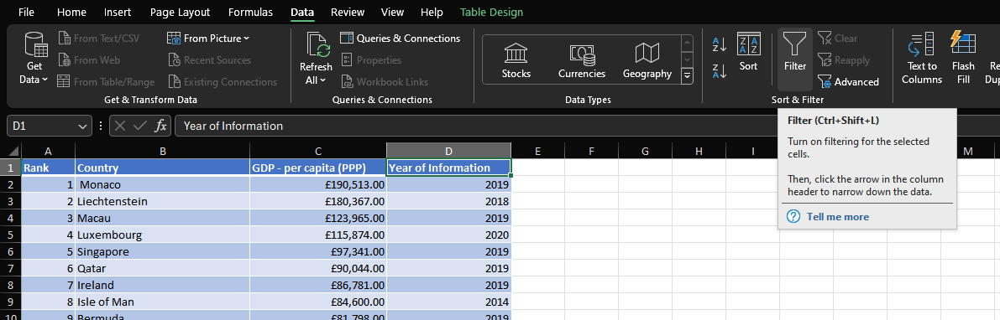 File Home Insert Page Layout Formulas Data Review View Help Table Design
Get Data
From Text/CSV
From Web
From Table/Range
From Picture
Recent Sources
Existing Connections
Get & Transform Data
Refresh All
Queries & Connections
Properties
Workbook Links
Queries & Connections
Stocks Currencies Geography
Data Types
Sort
Filter
Clear
Reapply
Advanced
Sort & Filter
Text to Columns
Flash Fill
D1 fx Year of Information
Filter (Ctrl+Shift+L)
Turn on filtering for the selected
cells.
Then, click the arrow in the column
header to narrow down the data.
Tell me more
A B C D E F G H I M
1 Rank Country GDP - per capita (PPP) Year of Information
2 1 Monaco £190,513.00 2019
3 2 Liechtenstein £180,367.00 2018
4 3 Macau £123,965.00 2019
5 4 Luxembourg £115,874.00 2020
6 5 Singapore £97,341.00 2019
7 6 Qatar £90,044.00 2019
8 7 Ireland £86,781.00 2019
9 8 Isle of Man £84,600.00 2014
10 9 Bermuda £81,798.00 2019